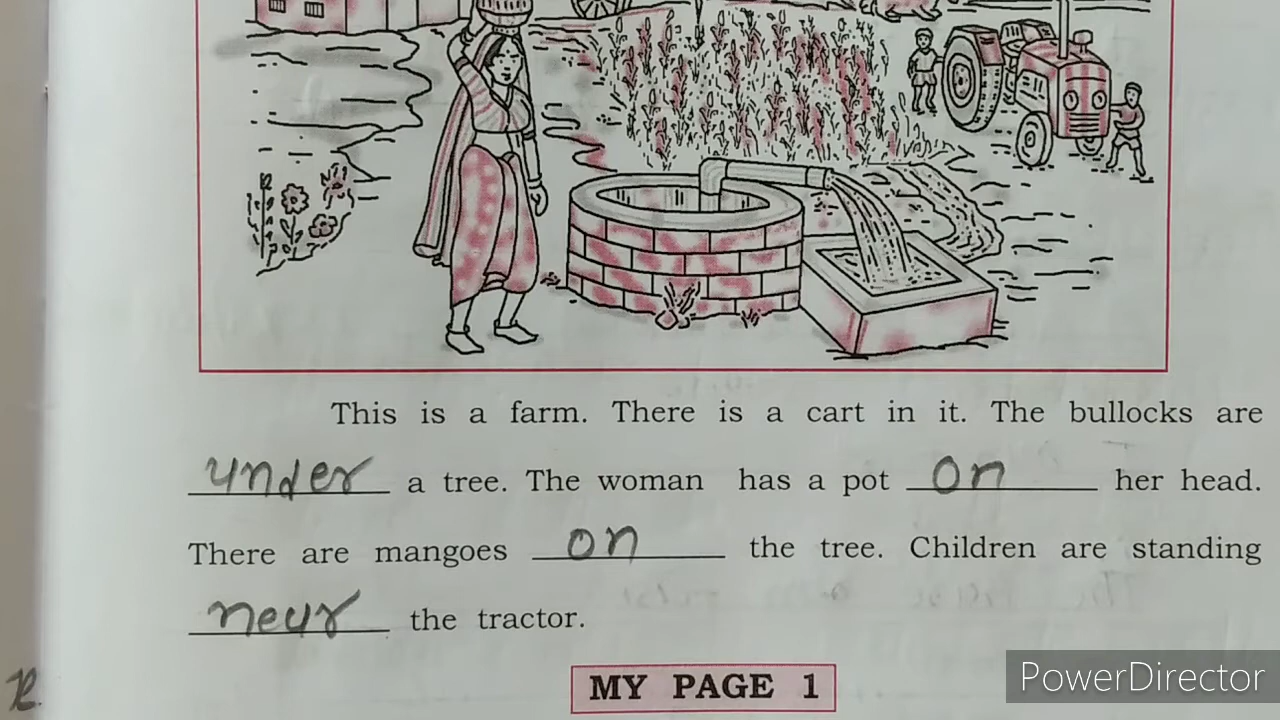 This is a farm. There is a cart in it. The bullocks are
under a tree. The woman has a pot on her head.
There are mangoes on the tree. Children are standing
near the tractor.
MY PAGE 1
PowerDirector